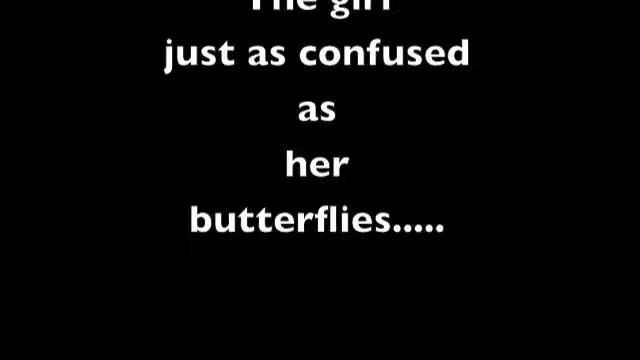 The girl
just as confused
as
her
butterflies.....